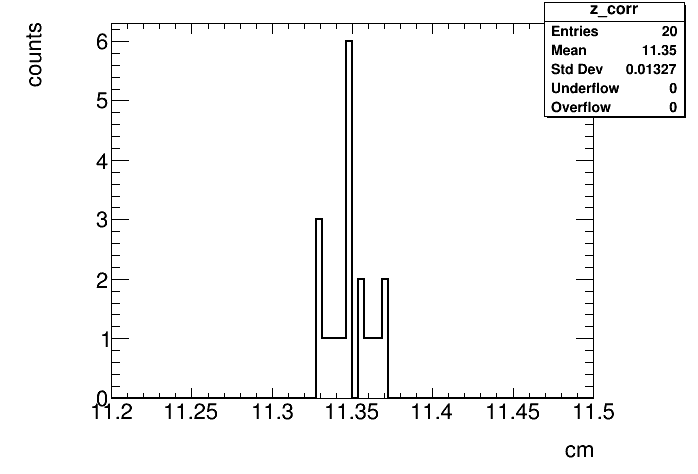 z_corr
Entries 20
Mean 11.35
Std Dev 0.01327
Underflow 0
Overflow 0
counts
6
5
4
3
2
1
0
11.2 11.25 11.3 11.35 11.4 11.45 11.5
cm